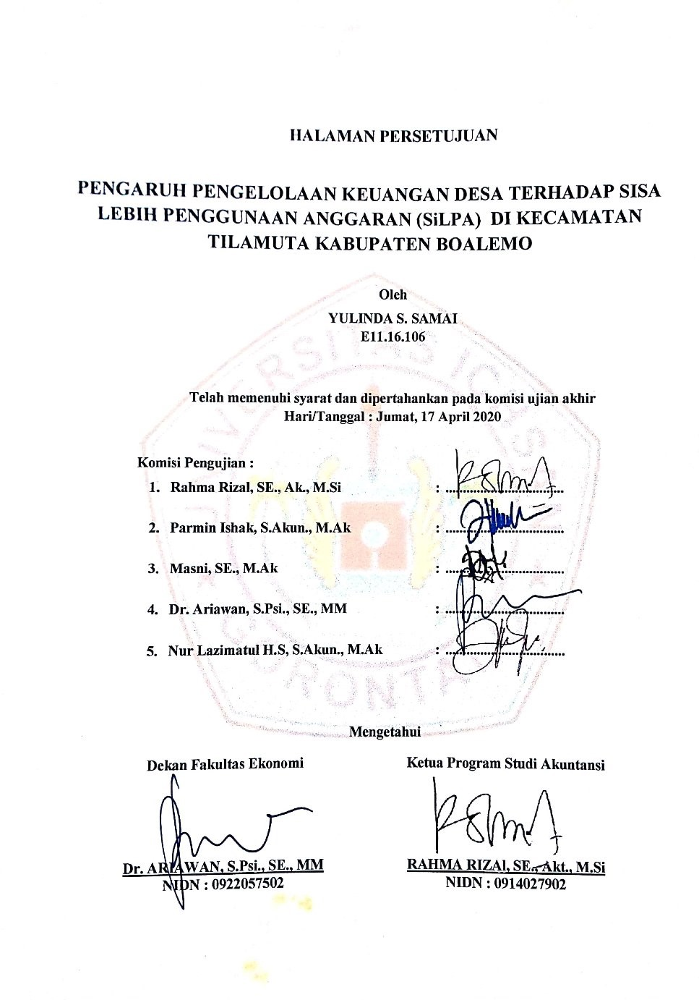 HALAMAN PERSETUJUAN
PENGARUH PENGELOLAAN KEUANGAN DESA TERHADAP SISA
LEBIH PENGGUNAAN ANGGARAN (SiLPA) DI KECAMATAN
TILAMUTA KABUPATEN BOALEMO
Oleh
YULINDA S. SAMAI
E11.16.106
Telah memenuhi syarat dan dipertahankan pada komisi ujian akhir
Hari/Tanggal : Jumat, 17 April 2020
Komisi Pengujian :
1. Rahma Rizal, SE., Ak., M.Si : ..............................
2. Parmin Ishak, S.Akun., M.Ak : ..............................
3. Masni, SE., M.Ak : ..............................
4. Dr. Ariawan, S.Psi., SE., MM : ..............................
5. Nur Lazimatul H.S, S.Akun., M.Ak : ..............................
Mengetahui
Dekan Fakultas Ekonomi
Dr. ARIAWAN, S.Psi., SE., MM
NIDN : 0922057502
Ketua Program Studi Akuntansi
RAHMA RIZAl, SE., Akt., M.Si
NIDN : 0914027902
UNIVERSITAS ICHSAN
GORONTALO